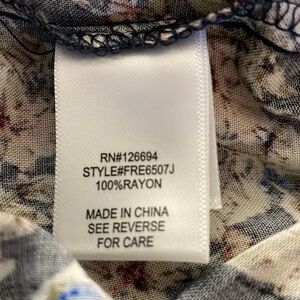 RN#126694
STYLE#FRE6507J
100%RAYON
MADE IN CHINA
SEE REVERSE
FOR CARE